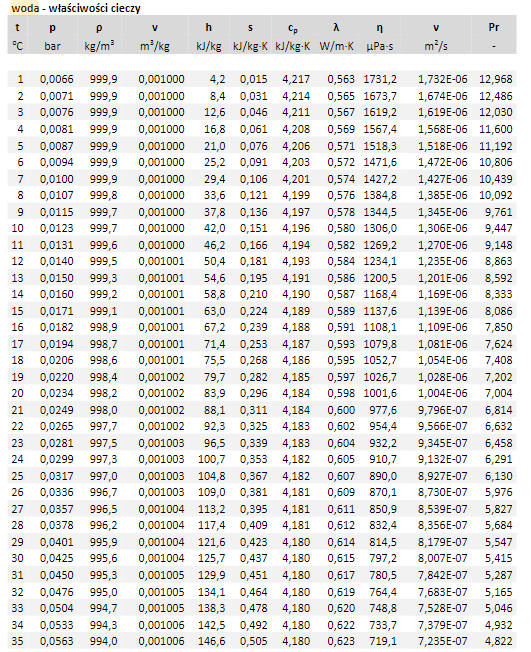 woda - właściwości cieczy
t p ρ v h s cp λ η ν Pr
°C bar kg/m³ m³/kg kJ/kg kJ/kg·K kJ/kg·K W/m·K µPa·s m²/s -
1 0,0066 999,9 0,001000 4,2 0,015 4,217 0,563 1731,2 1,732E-06 12,968
2 0,0071 999,9 0,001000 8,4 0,031 4,214 0,565 1673,7 1,674E-06 12,486
3 0,0076 999,9 0,001000 12,6 0,046 4,211 0,567 1619,2 1,619E-06 12,030
4 0,0081 999,9 0,001000 16,8 0,061 4,208 0,569 1567,4 1,568E-06 11,600
5 0,0087 999,9 0,001000 21,0 0,076 4,206 0,571 1518,3 1,518E-06 11,192
6 0,0094 999,9 0,001000 25,2 0,091 4,203 0,572 1471,6 1,472E-06 10,806
7 0,0100 999,9 0,001000 29,4 0,106 4,201 0,574 1427,2 1,427E-06 10,439
8 0,0107 999,8 0,001000 33,6 0,121 4,199 0,576 1384,8 1,385E-06 10,092
9 0,0115 999,7 0,001000 37,8 0,136 4,197 0,578 1344,5 1,345E-06 9,761
10 0,0123 999,7 0,001000 42,0 0,151 4,196 0,580 1306,0 1,306E-06 9,447
11 0,0131 999,6 0,001000 46,2 0,166 4,194 0,582 1269,2 1,270E-06 9,148
12 0,0140 999,5 0,001001 50,4 0,181 4,193 0,584 1234,1 1,235E-06 8,863
13 0,0150 999,3 0,001001 54,6 0,195 4,191 0,586 1200,5 1,201E-06 8,592
14 0,0160 999,2 0,001001 58,8 0,210 4,190 0,587 1168,4 1,169E-06 8,333
15 0,0171 999,1 0,001001 63,0 0,224 4,189 0,589 1137,6 1,139E-06 8,086
16 0,0182 998,9 0,001001 67,2 0,239 4,188 0,591 1108,1 1,109E-06 7,850
17 0,0194 998,7 0,001001 71,4 0,253 4,187 0,593 1079,8 1,081E-06 7,624
18 0,0206 998,6 0,001001 75,5 0,268 4,186 0,595 1052,7 1,054E-06 7,408
19 0,0220 998,4 0,001002 79,7 0,282 4,185 0,597 1026,7 1,028E-06 7,202
20 0,0234 998,2 0,001002 83,9 0,296 4,184 0,598 1001,6 1,004E-06 7,004
21 0,0249 998,0 0,001002 88,1 0,311 4,184 0,600 977,6 9,796E-07 6,814
22 0,0265 997,7 0,001002 92,3 0,325 4,183 0,602 954,4 9,566E-07 6,632
23 0,0281 997,5 0,001003 96,5 0,339 4,183 0,604 932,2 9,345E-07 6,458
24 0,0299 997,3 0,001003 100,7 0,353 4,182 0,605 910,7 9,132E-07 6,291
25 0,0317 997,0 0,001003 104,8 0,367 4,182 0,607 890,0 8,927E-07 6,130
26 0,0336 996,7 0,001003 109,0 0,381 4,181 0,609 870,1 8,730E-07 5,976
27 0,0357 996,5 0,001004 113,2 0,395 4,181 0,611 850,9 8,539E-07 5,827
28 0,0378 996,2 0,001004 117,4 0,409 4,181 0,612 832,4 8,356E-07 5,684
29 0,0401 995,9 0,001004 121,6 0,423 4,180 0,614 814,5 8,179E-07 5,547
30 0,0425 995,6 0,001004 125,7 0,437 4,180 0,615 797,2 8,007E-07 5,415
31 0,0450 995,3 0,001005 129,9 0,451 4,180 0,617 780,5 7,842E-07 5,287
32 0,0476 995,0 0,001005 134,1 0,464 4,180 0,619 764,4 7,683E-07 5,165
33 0,0504 994,7 0,001005 138,3 0,478 4,180 0,620 748,8 7,528E-07 5,046
34 0,0533 994,3 0,001006 142,5 0,492 4,180 0,622 733,7 7,379E-07 4,932
35 0,0563 994,0 0,001006 146,6 0,505 4,180 0,623 719,1 7,235E-07 4,822